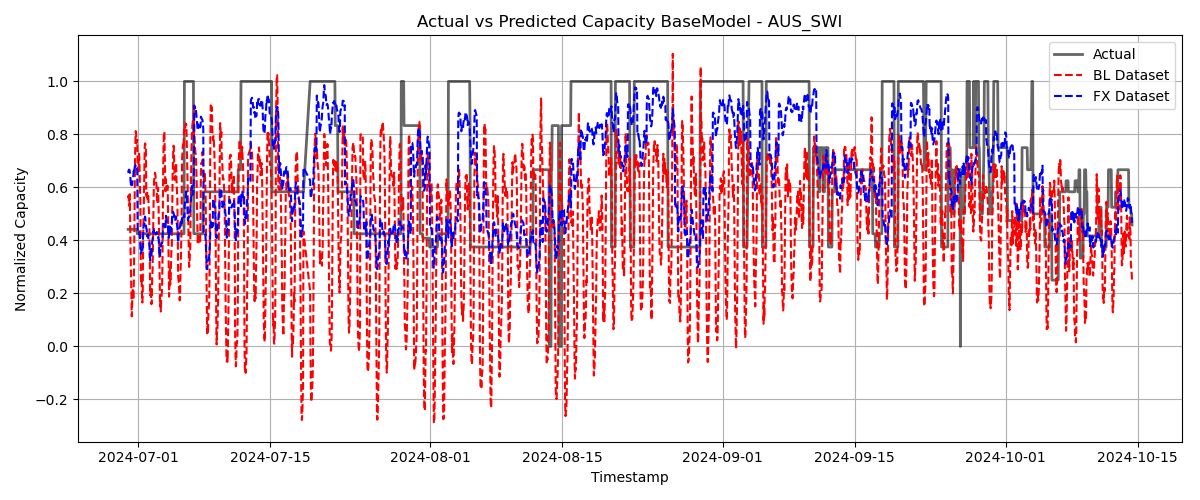 Actual vs Predicted Capacity BaseModel - AUS_SWI
Actual
BL Dataset
FX Dataset
Normalized Capacity
1.0
0.8
0.6
0.4
0.2
0.0
−0.2
2024-07-01
2024-07-15
2024-08-01
2024-08-15
2024-09-01
2024-09-15
2024-10-01
2024-10-15
Timestamp